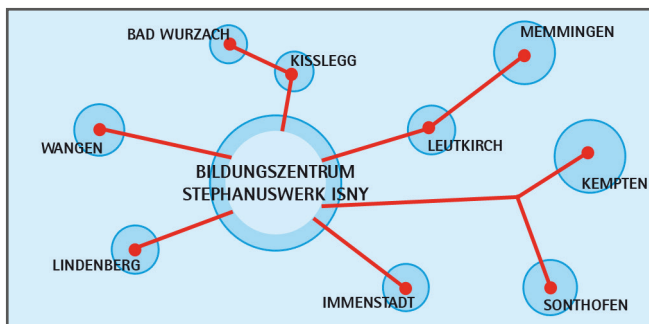 BAD WURZACH
MEMMINGEN
KISSLEGG
WANGEN
LEUTKIRCH
BILDUNGSZENTRUM
STEPHANUSWERK ISNY
KEMPTEN
LINDENBERG
IMMENSTADT
SONTHOFEN